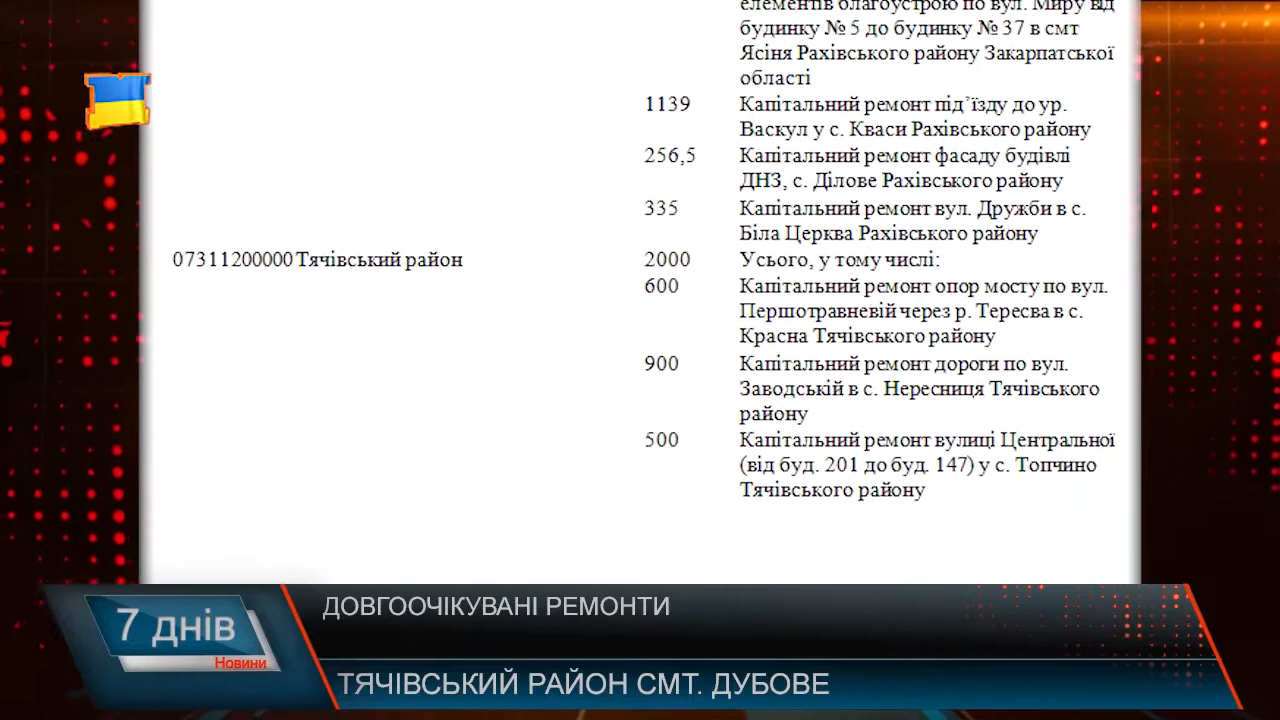 елементів благоустрою по вул. Миру від
будинку № 5 до будинку № 37 в смт
Ясіня Рахівського району Закарпатської
області
1139 Капітальний ремонт під’їзду до ур.
Васкул у с. Кваси Рахівського району
256,5 Капітальний ремонт фасаду будівлі
ДНЗ, с. Ділове Рахівського району
335 Капітальний ремонт вул. Дружби в с.
Біла Церква Рахівського району
07311200000 Тячівський район 2000 Усього, у тому числі:
600 Капітальний ремонт опор мосту по вул.
Першотравневій через р. Тересва в с.
Красна Тячівського району
900 Капітальний ремонт дороги по вул.
Заводській в с. Нересниця Тячівського
району
500 Капітальний ремонт вулиці Центральної
(від буд. 201 до буд. 147) у с. Топчино
Тячівського району
7 днів
Новини
ДОВГООЧІКУВАНІ РЕМОНТИ
ТЯЧІВСЬКИЙ РАЙОН СМТ. ДУБОВЕ